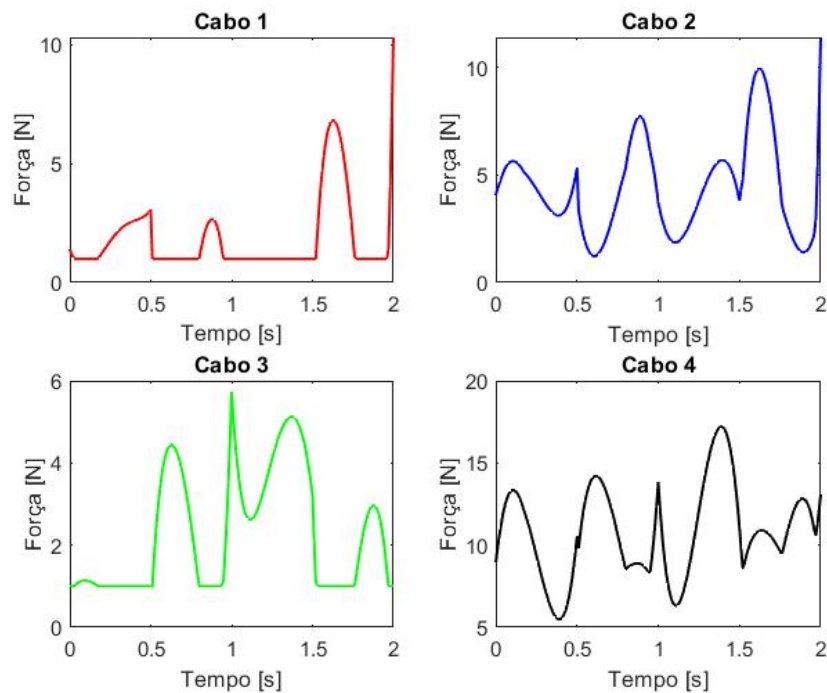 Cabo 1
10
5
0
Força [N]
0 0.5 1 1.5 2
Tempo [s]
Cabo 2
10
5
0
Força [N]
0 0.5 1 1.5 2
Tempo [s]
Cabo 3
6
4
2
0
Força [N]
0 0.5 1 1.5 2
Tempo [s]
Cabo 4
20
15
10
5
Força [N]
0 0.5 1 1.5 2
Tempo [s]